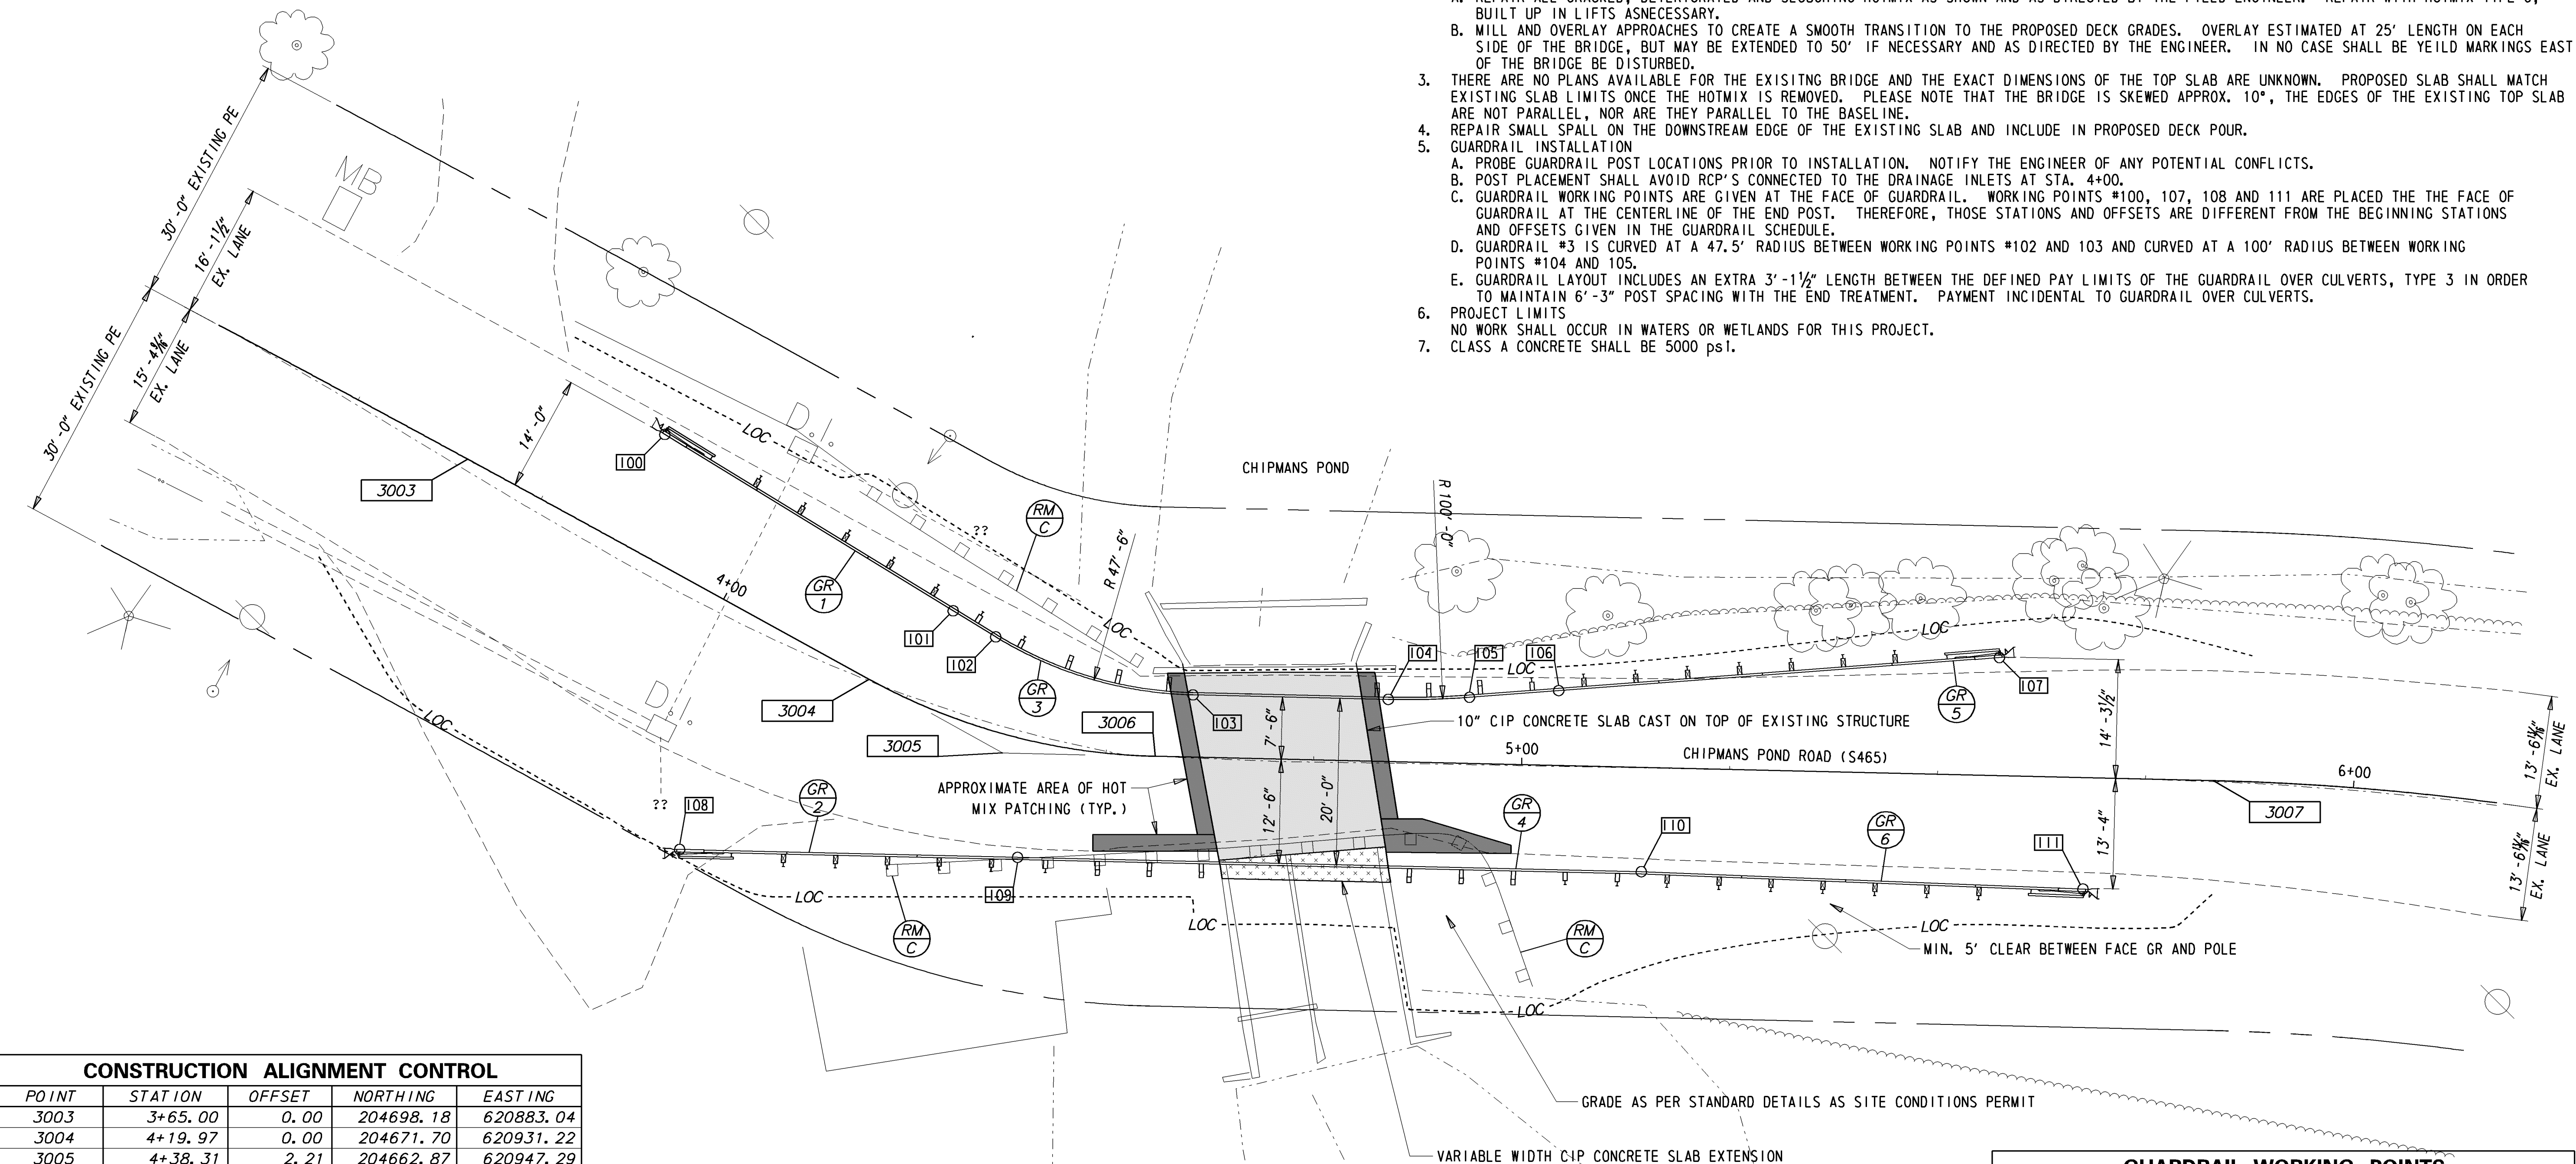 BUILT UP IN LIFTS ASNECESSARY.
B. MILL AND OVERLAY APPROACHES TO CREATE A SMOOTH TRANSITION TO THE PROPOSED DECK GRADES. OVERLAY ESTIMATED AT 25' LENGTH ON EACH
SIDE OF THE BRIDGE, BUT MAY BE EXTENDED TO 50' IF NECESSARY AND AS DIRECTED BY THE ENGINEER. IN NO CASE SHALL BE YEILD MARKINGS EAST
OF THE BRIDGE BE DISTURBED.
3. THERE ARE NO PLANS AVAILABLE FOR THE EXISITNG BRIDGE AND THE EXACT DIMENSIONS OF THE TOP SLAB ARE UNKNOWN. PROPOSED SLAB SHALL MATCH
EXISTING SLAB LIMITS ONCE THE HOTMIX IS REMOVED. PLEASE NOTE THAT THE BRIDGE IS SKEWED APPROX. 10°, THE EDGES OF THE EXISTING TOP SLAB
ARE NOT PARALLEL, NOR ARE THEY PARALLEL TO THE BASELINE.
4. REPAIR SMALL SPALL ON THE DOWNSTREAM EDGE OF THE EXISTING SLAB AND INCLUDE IN PROPOSED DECK POUR.
5. GUARDRAIL INSTALLATION
A. PROBE GUARDRAIL POST LOCATIONS PRIOR TO INSTALLATION. NOTIFY THE ENGINEER OF ANY POTENTIAL CONFLICTS.
B. POST PLACEMENT SHALL AVOID RCP'S CONNECTED TO THE DRAINAGE INLETS AT STA. 4+00.
C. GUARDRAIL WORKING POINTS ARE GIVEN AT THE FACE OF GUARDRAIL. WORKING POINTS #100, 107, 108 AND 111 ARE PLACED THE THE FACE OF
GUARDRAIL AT THE CENTERLINE OF THE END POST. THEREFORE, THOSE STATIONS AND OFFSETS ARE DIFFERENT FROM THE BEGINNING STATIONS
AND OFFSETS GIVEN IN THE GUARDRAIL SCHEDULE.
D. GUARDRAIL #3 IS CURVED AT A 47.5' RADIUS BETWEEN WORKING POINTS #102 AND 103 AND CURVED AT A 100' RADIUS BETWEEN WORKING
POINTS #104 AND 105.
E. GUARDRAIL LAYOUT INCLUDES AN EXTRA 3'-1½" LENGTH BETWEEN THE DEFINED PAY LIMITS OF THE GUARDRAIL OVER CULVERTS, TYPE 3 IN ORDER
TO MAINTAIN 6'-3" POST SPACING WITH THE END TREATMENT. PAYMENT INCIDENTAL TO GUARDRAIL OVER CULVERTS.
6. PROJECT LIMITS
NO WORK SHALL OCCUR IN WATERS OR WETLANDS FOR THIS PROJECT.
7. CLASS A CONCRETE SHALL BE 5000 psi.
30'-0" EXISTING PE
16'-1½"
EX. LANE
MB
30'-0" EXISTING PE
EX. LANE
14'-0"
3003
100
LOC
D.I.
4+00
GR
1
??
RM
C
R 47'-6"
CHIPMANS POND
R 100'-0"
101
102
LOC
GR
3
3004
3005
3006
103
104
105
106
LOC
LOC
107
GR
5
7'-6"
12'-6"
20'-0"
10" CIP CONCRETE SLAB CAST ON TOP OF EXISTING STRUCTURE
5+00
CHIPMANS POND ROAD (S465)
14'-3½"
13'-4"
6+00
3007
EX. LANE
EX. LANE
D.I.
LOC
??
108
GR
2
APPROXIMATE AREA OF HOT
MIX PATCHING (TYP.)
GR
4
110
GR
6
111
109
LOC
RM
C
LOC
RM
C
LOC
MIN. 5' CLEAR BETWEEN FACE GR AND POLE
LOC
GRADE AS PER STANDARD DETAILS AS SITE CONDITIONS PERMIT
VARIABLE WIDTH CIP CONCRETE SLAB EXTENSION
CONSTRUCTION ALIGNMENT CONTROL
POINT STATION OFFSET NORTHING EASTING
3003 3+65.00 0.00 204698.18 620883.04
3004 4+19.97 0.00 204671.70 620931.22
3005 4+38.31 2.21 204662.87 620947.29
GUARDRAIL WORKING POINTS